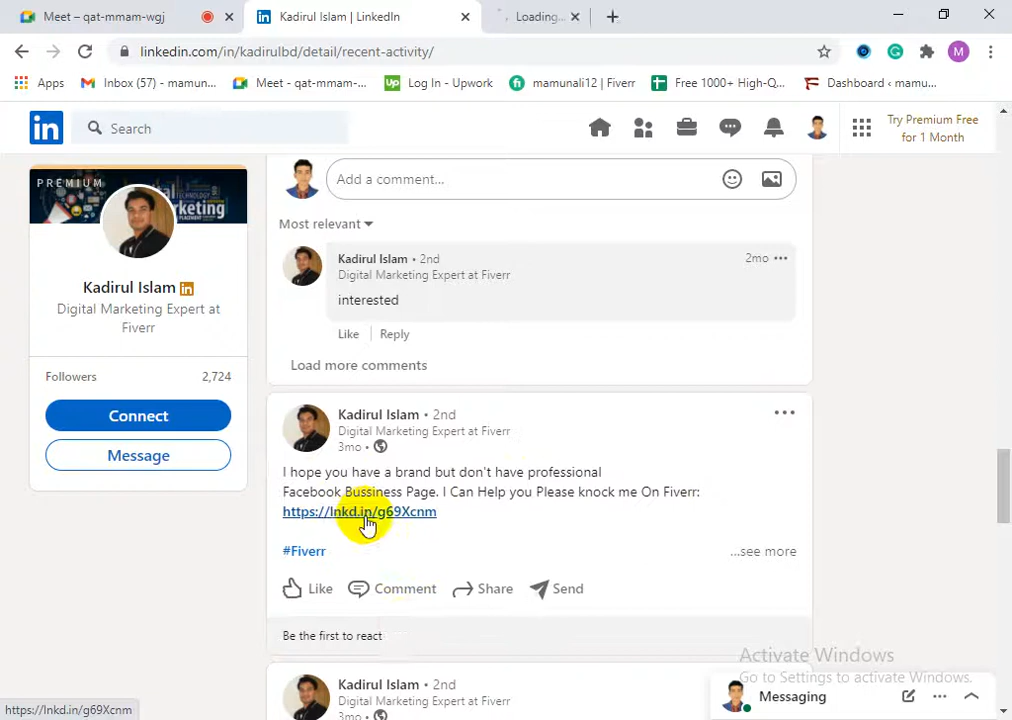 Meet – qat-mmam-wgj
Kadirul Islam | LinkedIn
Loading...
linkedin.com/in/kadirulbd/detail/recent-activity/
M
Apps
Inbox (57) - mamun...
Meet - qat-mmam-...
Up
Log In - Upwork
fi
mamunali12 | Fiverr
Free 1000+ High-Q...
Dashboard ‹ mamu...
in
Search
Try Premium Free
for 1 Month
PREMIUM
Kadirul Islam in
Digital Marketing Expert at
Fiverr
Followers 2,724
Connect
Message
Add a comment...
Most relevant
Kadirul Islam • 2nd
2mo
Digital Marketing Expert at Fiverr
interested
Like
Reply
Load more comments
Kadirul Islam • 2nd
Digital Marketing Expert at Fiverr
3mo •
I hope you have a brand but don't have professional
Facebook Bussiness Page. I Can Help you Please knock me On Fiverr:
https://lnkd.in/g69Xcnm
#Fiverr
...see more
Like
Comment
Share
Send
Be the first to react
Kadirul Islam • 2nd
Digital Marketing Expert at Fiverr
3mo •
Activate Windows
Go to Settings to activate Windows.
Messaging
https://lnkd.in/g69Xcnm